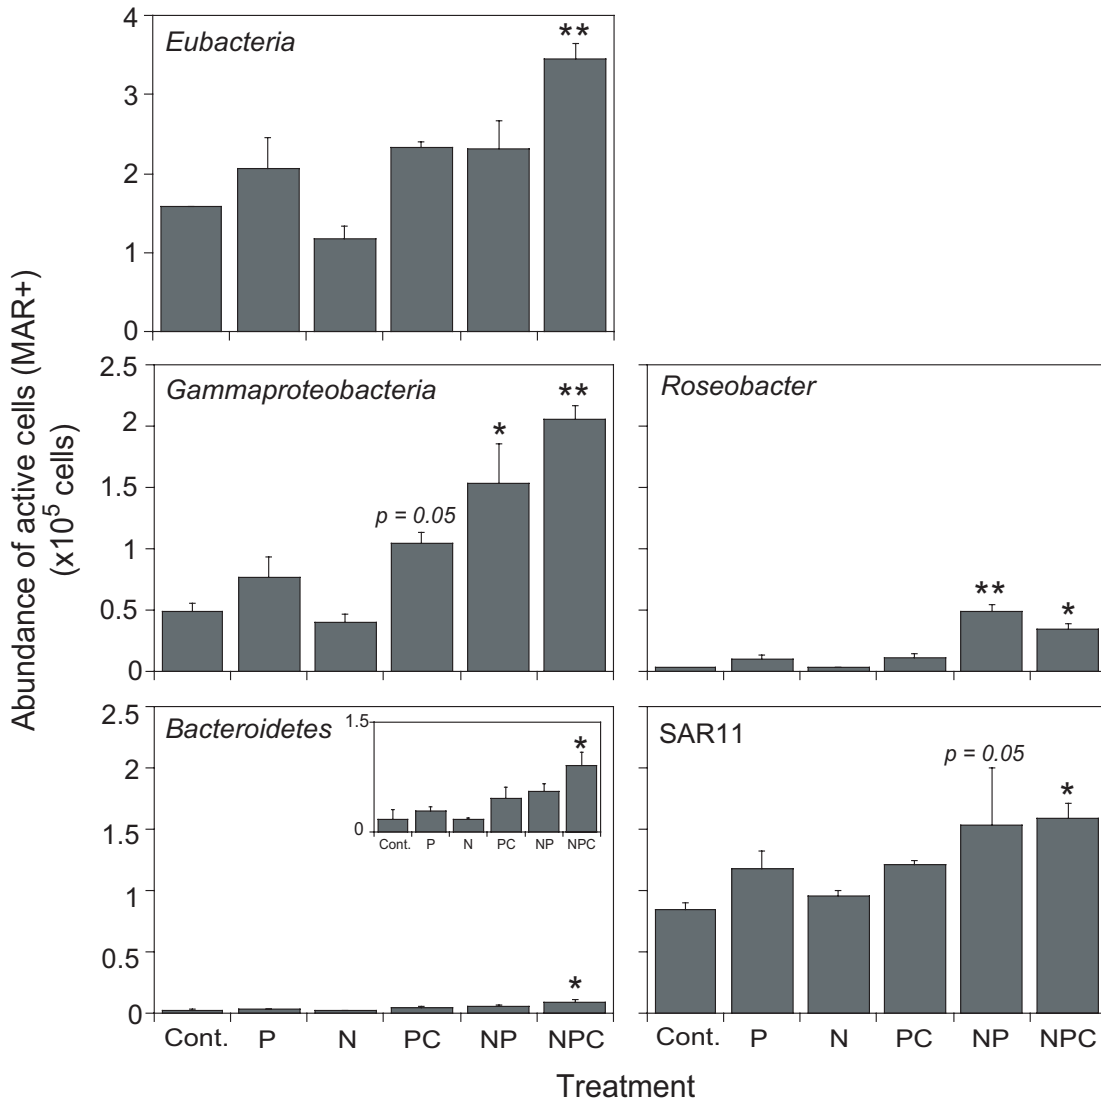 Abundance of active cells (MAR+)
(x10⁵ cells)
4
3
2
1
0
Eubacteria
**
2.5
2
1.5
1
0.5
0
Gammaproteobacteria
p = 0.05
*
**
Roseobacter
**
*
2.5
2
1.5
1
0.5
0
Bacteroidetes
1.5
0
*
Cont. P N PC NP NPC
*
SAR11
p = 0.05
*
Cont. P N PC NP NPC
P N PC NP NPC
Treatment